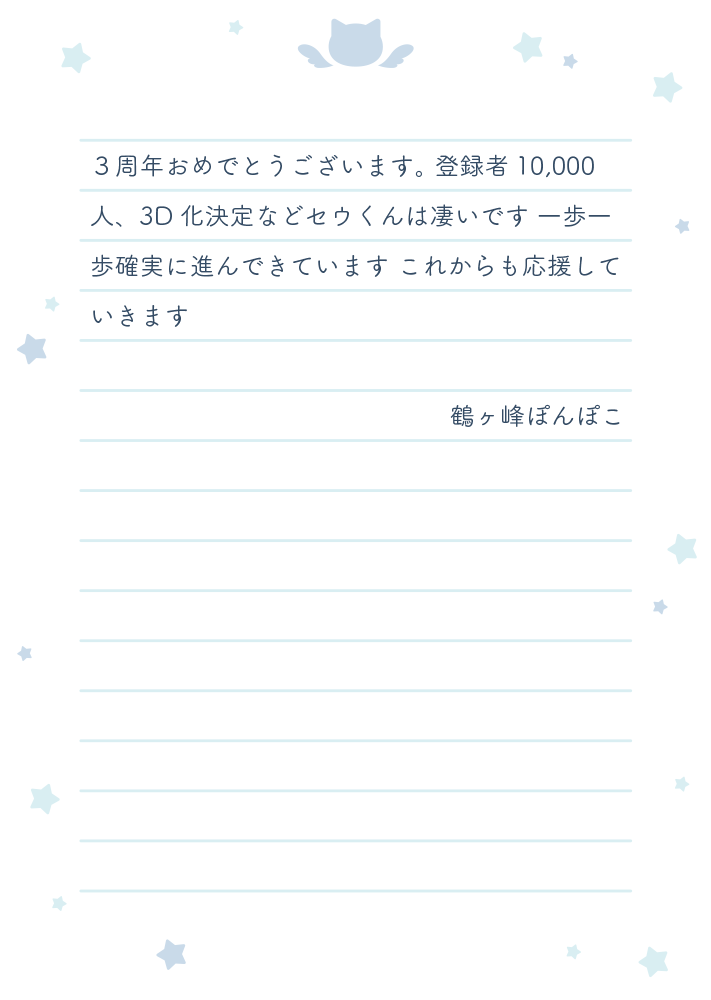 ３周年おめでとうございます。登録者 10,000
人、3D 化決定などセウくんは凄いです 一歩一
歩確実に進んできています これからも応援して
いきます
鶴ヶ峰ぽんぽこ